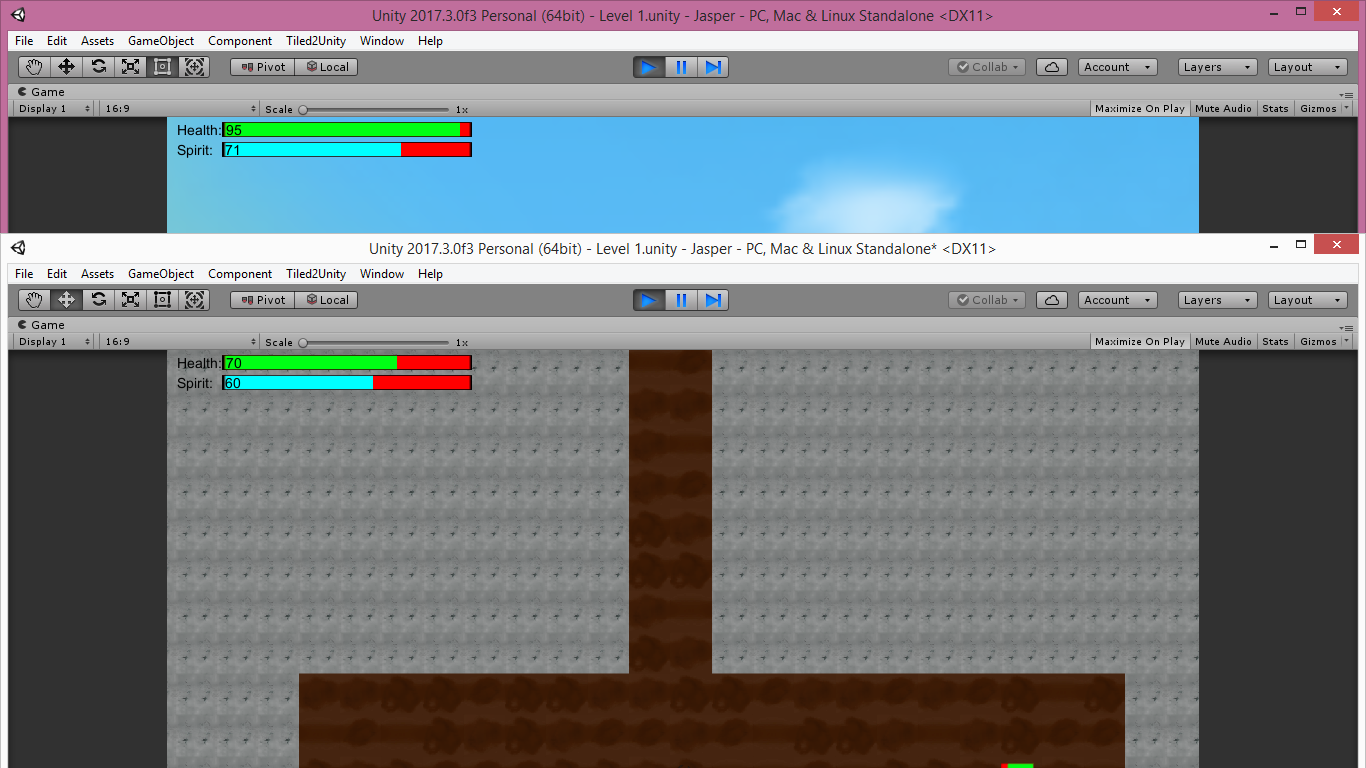 Unity 2017.3.0f3 Personal (64bit) - Level 1.unity - Jasper - PC, Mac & Linux Standalone <DX11>
File Edit Assets GameObject Component Tiled2Unity Window Help
Pivot Local Collab Account Layers Layout
Game
Display 1 16:9 Scale 1x Maximize On Play Mute Audio Stats Gizmos
Health: 95
Spirit: 71
Unity 2017.3.0f3 Personal (64bit) - Level 1.unity - Jasper - PC, Mac & Linux Standalone* <DX11>
File Edit Assets GameObject Component Tiled2Unity Window Help
Pivot Local Collab Account Layers Layout
Game
Display 1 16:9 Scale 1x Maximize On Play Mute Audio Stats Gizmos
Health: 70
Spirit: 60